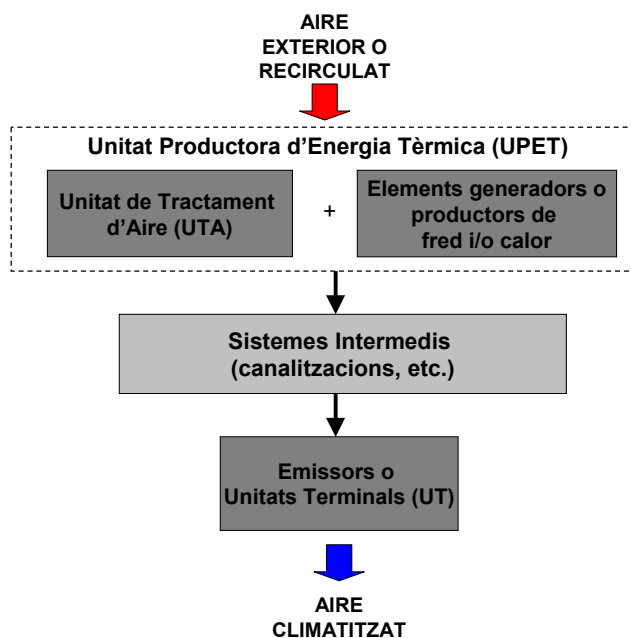 AIRE
EXTERIOR O
RECIRCULAT
Unitat Productora d’Energia Tèrmica (UPET)
Unitat de Tractament
d’Aire (UTA)
+
Elements generadors o
productors de
fred i/o calor
Sistemes Intermedis
(canalitzacions, etc.)
Emissors o
Unitats Terminals (UT)
AIRE
CLIMATITZAT